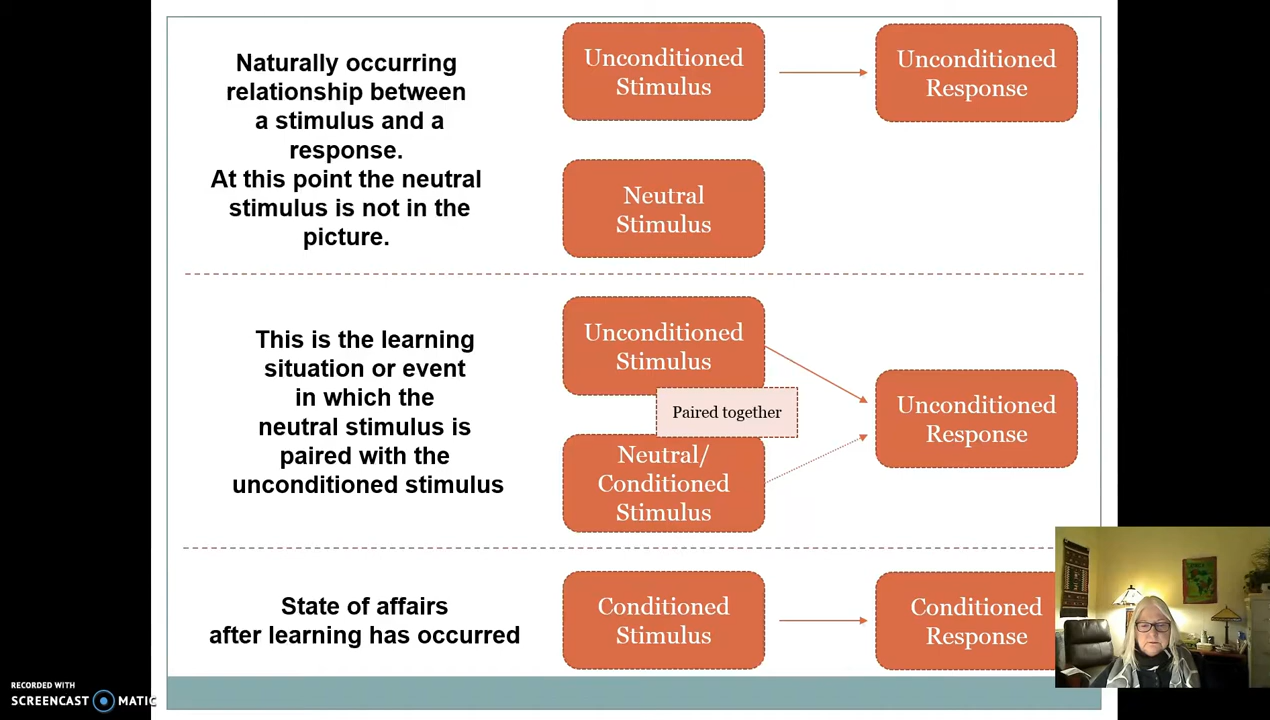 Naturally occurring
relationship between
a stimulus and a
response.
At this point the neutral
stimulus is not in the
picture.
Unconditioned
Stimulus
Unconditioned
Response
Neutral
Stimulus
This is the learning
situation or event
in which the
neutral stimulus is
paired with the
unconditioned stimulus
Unconditioned
Stimulus
Paired together
Neutral/
Conditioned
Stimulus
Unconditioned
Response
State of affairs
after learning has occurred
Conditioned
Stimulus
Conditioned
Response
RECORDED WITH
SCREENCAST MATIC